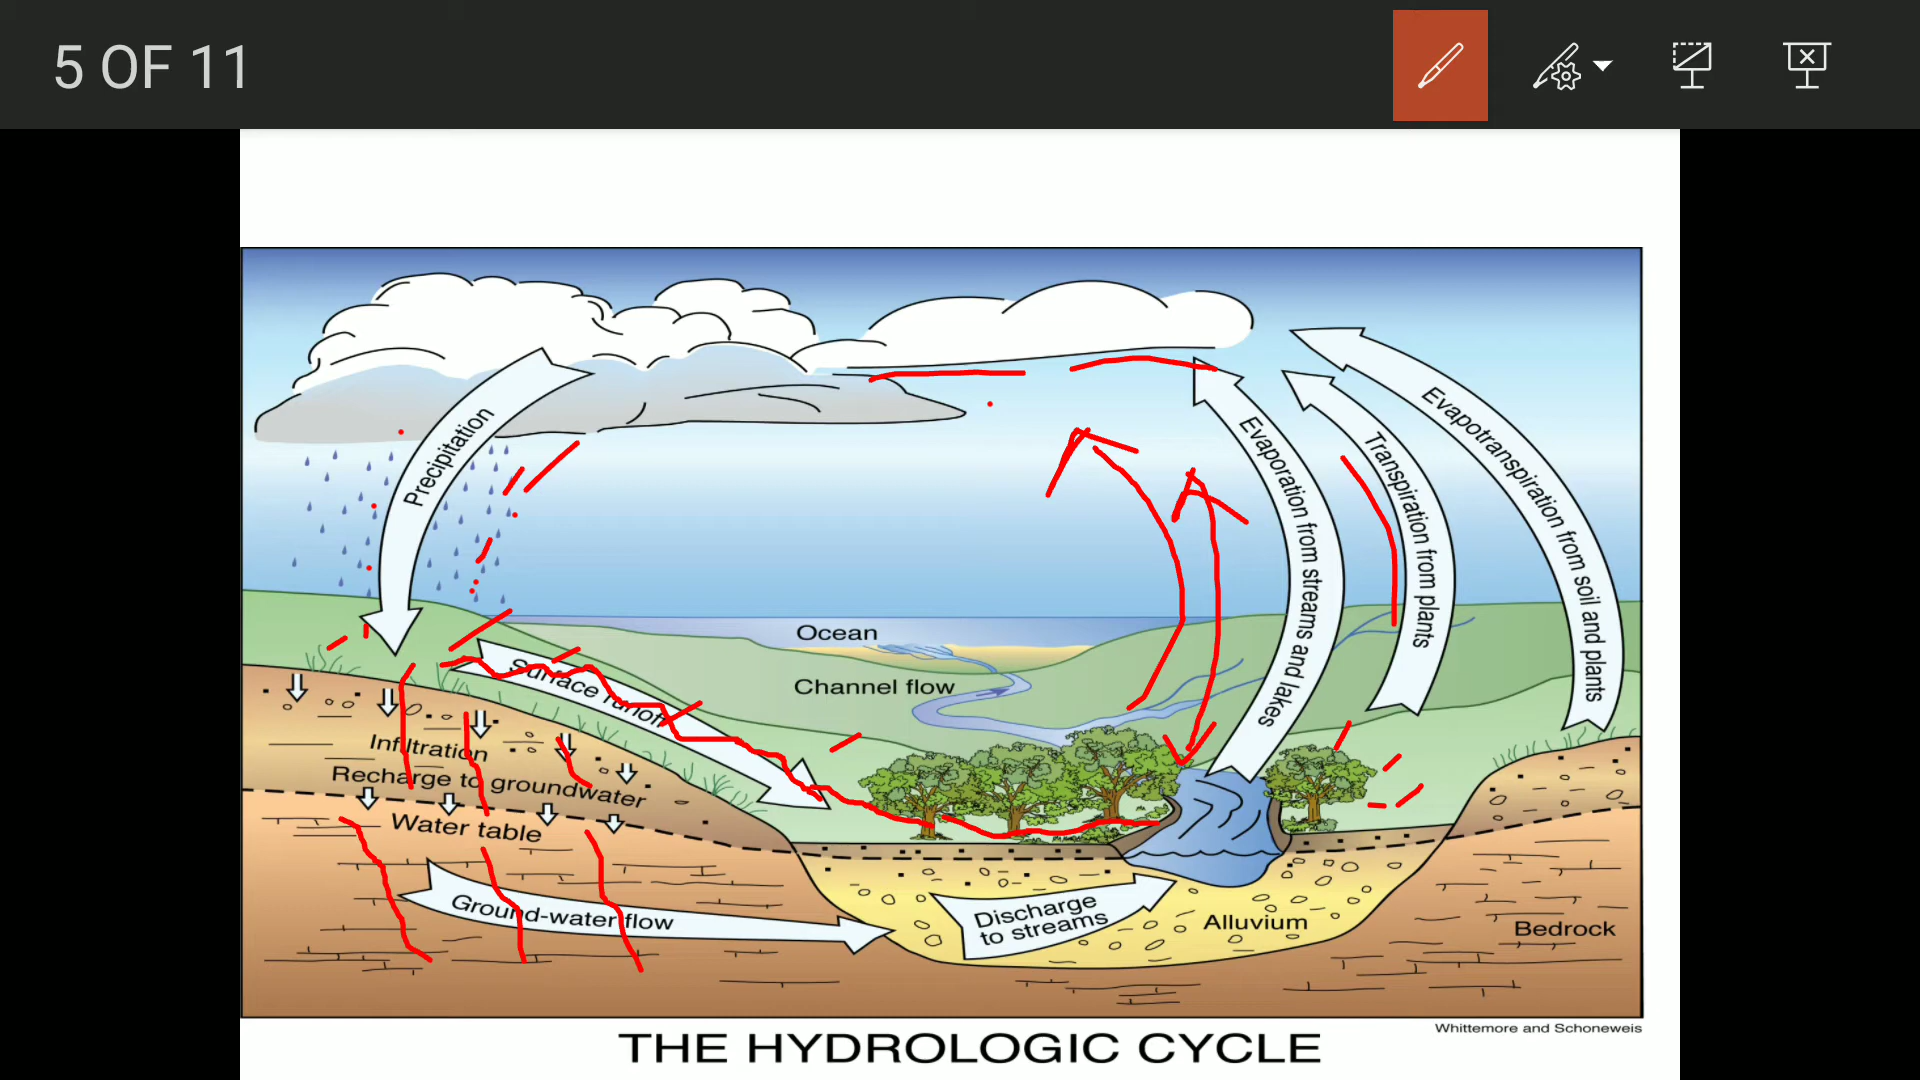 5 OF 11
Precipitation
Evaporation from streams and lakes
Transpiration from plants
Evapotranspiration from soil and plants
Ocean
Surface runoff
Channel flow
Infiltration
Recharge to groundwater
Water table
Ground-water flow
Discharge
to streams
Alluvium
Bedrock
Whittemore and Schoneweis
THE HYDROLOGIC CYCLE